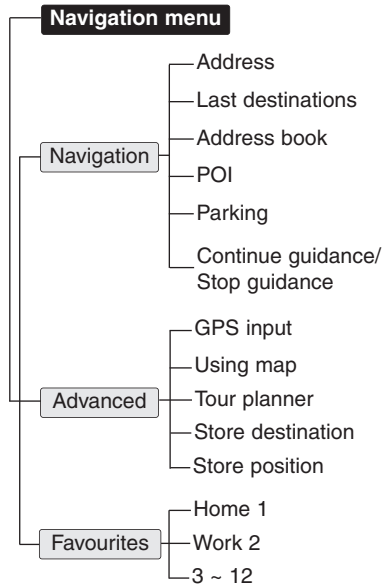 Navigation menu
Navigation
Address
Last destinations
Address book
POI
Parking
Continue guidance/
Stop guidance
Advanced
GPS input
Using map
Tour planner
Store destination
Store position
Favourites
Home 1
Work 2
3 ~ 12